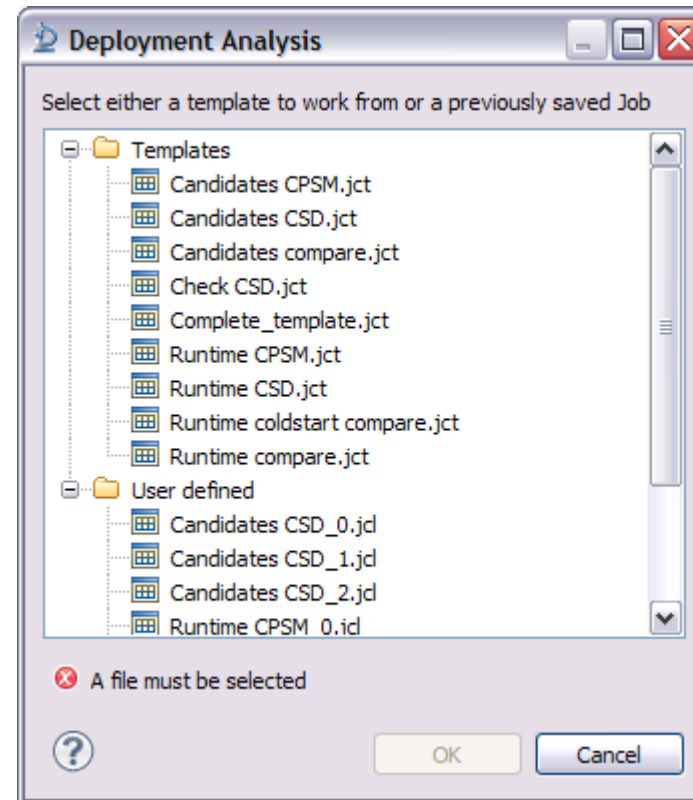 Deployment Analysis
Select either a template to work from or a previously saved Job
Templates
Candidates CPSM.jct
Candidates CSD.jct
Candidates compare.jct
Check CSD.jct
Complete_template.jct
Runtime CPSM.jct
Runtime CSD.jct
Runtime coldstart compare.jct
Runtime compare.jct
User defined
Candidates CSD_0.jcl
Candidates CSD_1.jcl
Candidates CSD_2.jcl
Runtime CPSM_0.jcl
A file must be selected
?
OK
Cancel